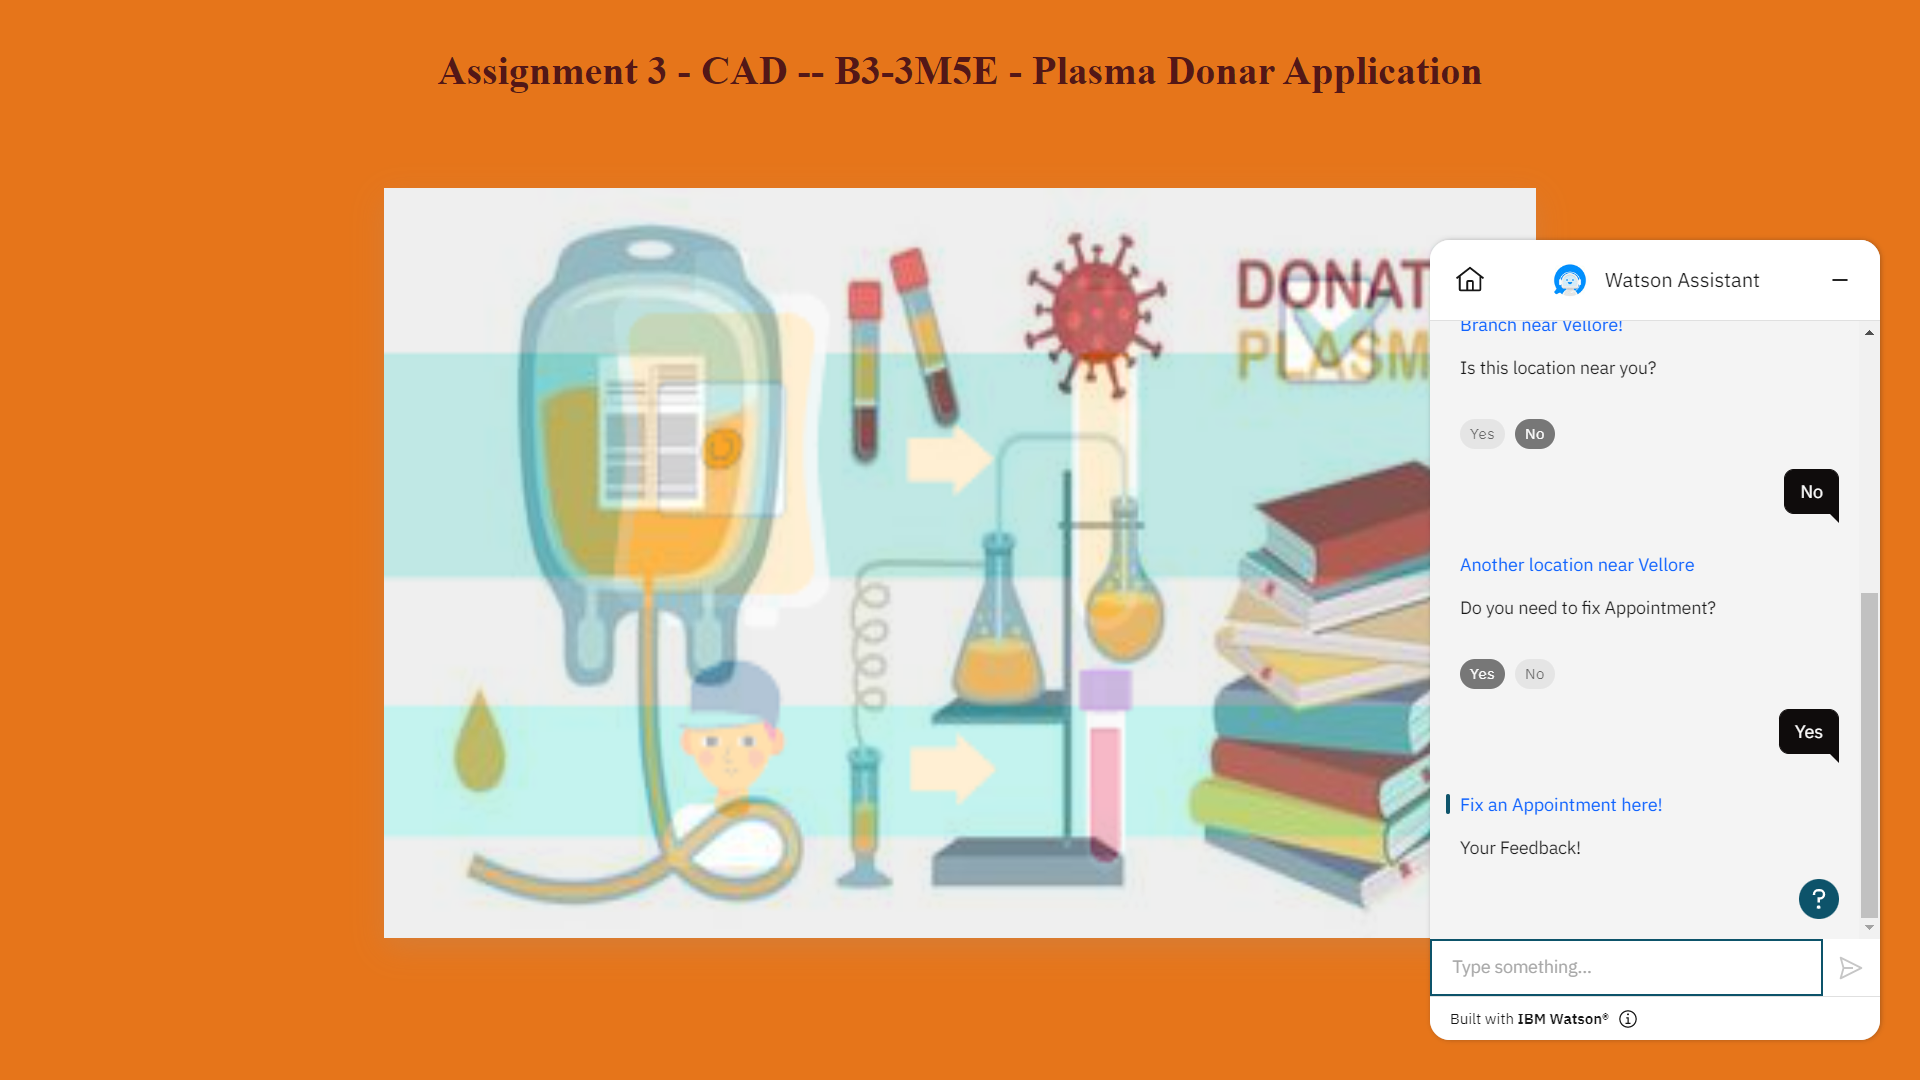 Assignment 3 - CAD -- B3-3M5E - Plasma Donar Application
DONAT
PLASM
Watson Assistant
Branch near Vellore!
Is this location near you?
Yes No
No
Another location near Vellore
Do you need to fix Appointment?
Yes No
Yes
Fix an Appointment here!
Your Feedback!
?
Type something...
Built with IBM Watson®